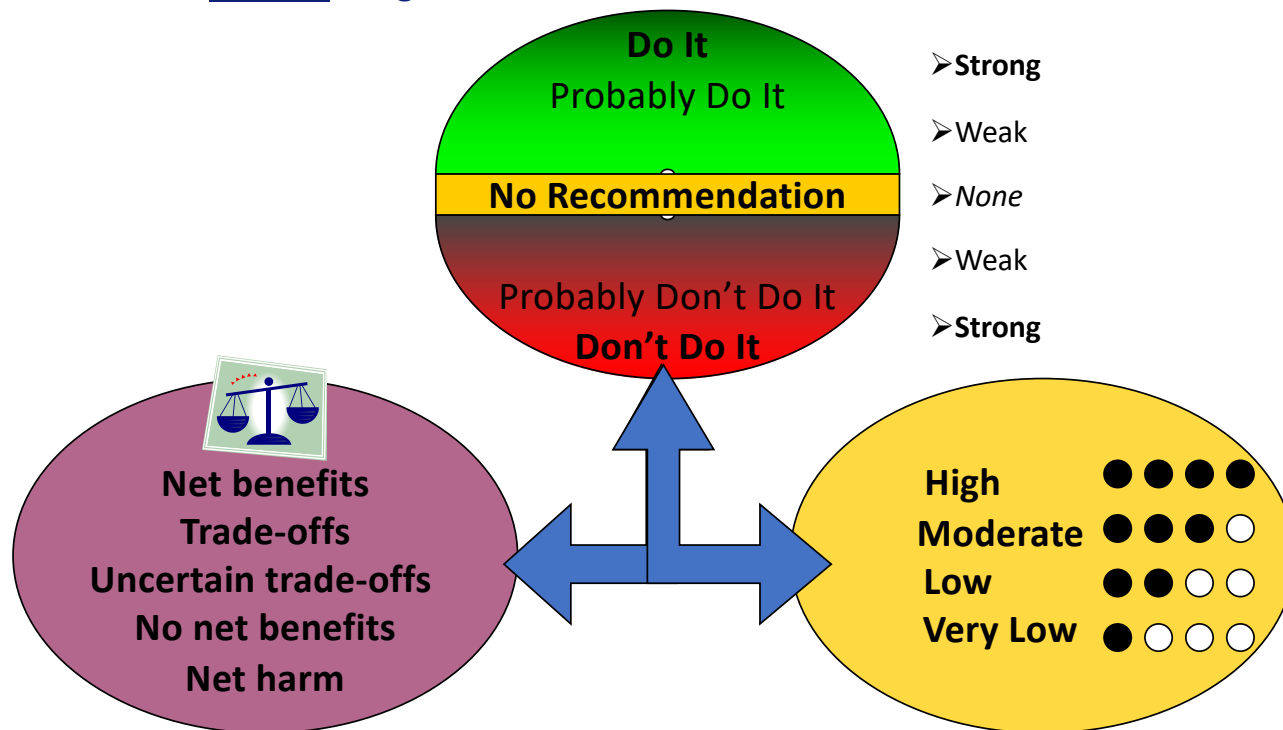 Do It
Probably Do It
No Recommendation
Probably Don't Do It
Don't Do It
➢Strong
➢Weak
➢None
➢Weak
➢Strong
Net benefits
Trade-offs
Uncertain trade-offs
No net benefits
Net harm
High
Moderate
Low
Very Low